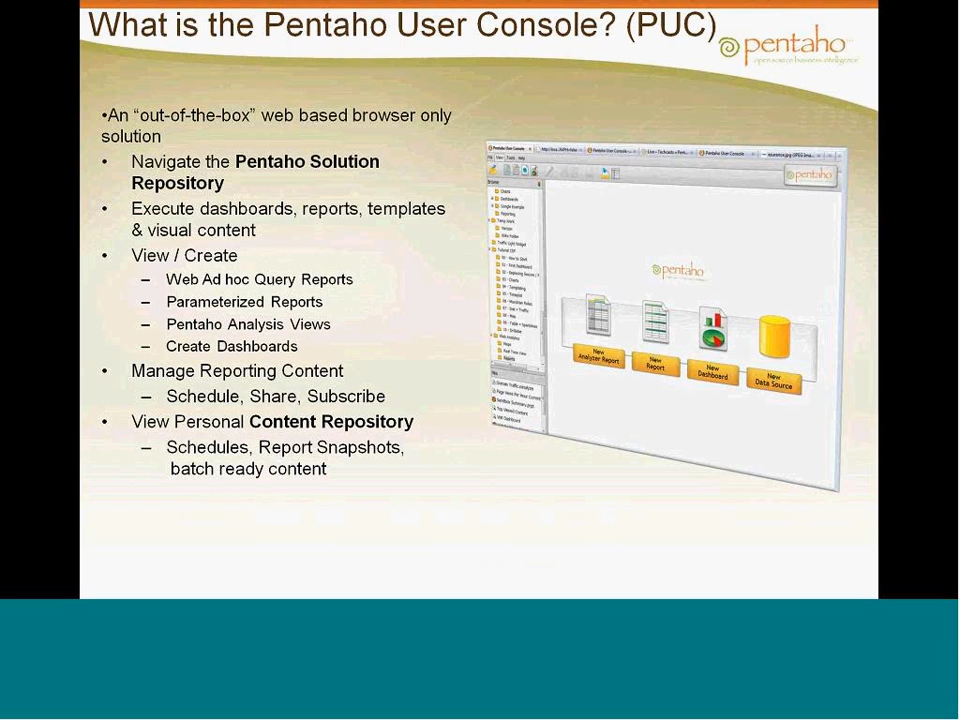 What is the Pentaho User Console? (PUC)
pentaho
open source business intelligence
•An “out-of-the-box” web based browser only
solution
• Navigate the Pentaho Solution
Repository
• Execute dashboards, reports, templates
& visual content
• View / Create
– Web Ad hoc Query Reports
– Parameterized Reports
– Pentaho Analysis Views
– Create Dashboards
• Manage Reporting Content
– Schedule, Share, Subscribe
• View Personal Content Repository
– Schedules, Report Snapshots,
batch ready content
pentaho
pentaho
New
Analyzer Report
New
Report
New
Dashboard
New
Data Source